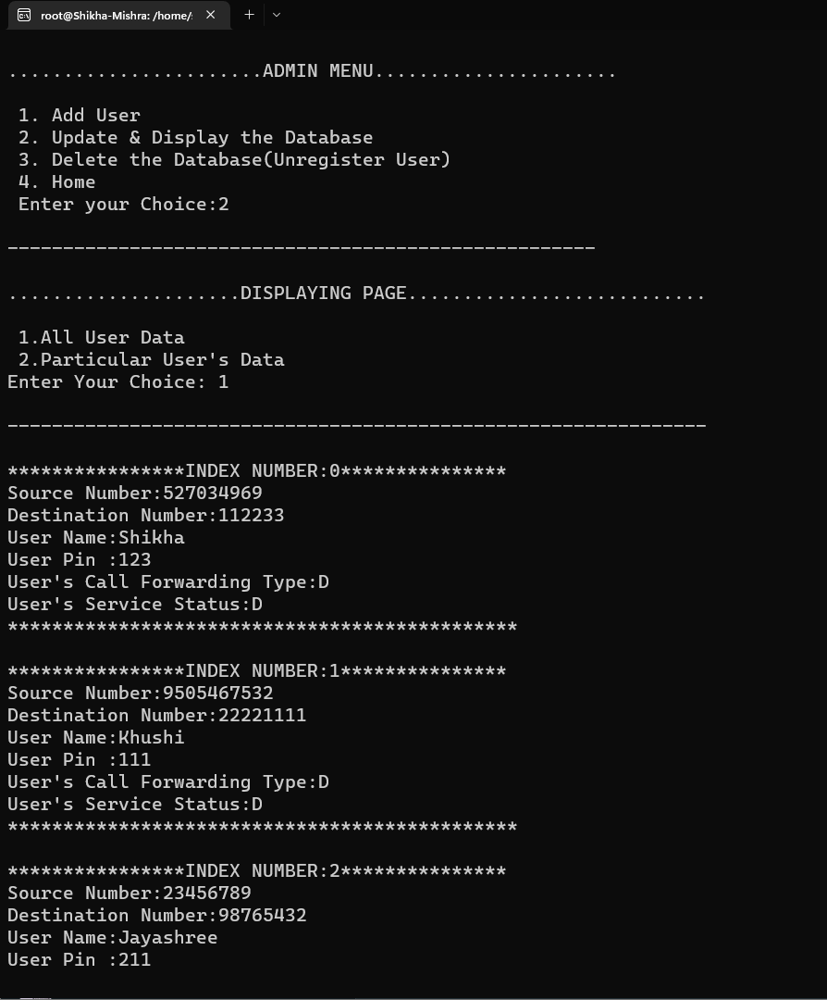 root@Shikha-Mishra: /home/
.......................ADMIN MENU......................
1. Add User
2. Update & Display the Database
3. Delete the Database(Unregister User)
4. Home
Enter your Choice:2
-----------------------------------------------------
.....................DISPLAYING PAGE...........................
1.All User Data
2.Particular User's Data
Enter Your Choice: 1
---------------------------------------------------------------
****************INDEX NUMBER:0***************
Source Number:527034969
Destination Number:112233
User Name:Shikha
User Pin :123
User's Call Forwarding Type:D
User's Service Status:D
**********************************************
****************INDEX NUMBER:1***************
Source Number:9505467532
Destination Number:22221111
User Name:Khushi
User Pin :111
User's Call Forwarding Type:D
User's Service Status:D
**********************************************
****************INDEX NUMBER:2***************
Source Number:23456789
Destination Number:98765432
User Name:Jayashree
User Pin :211